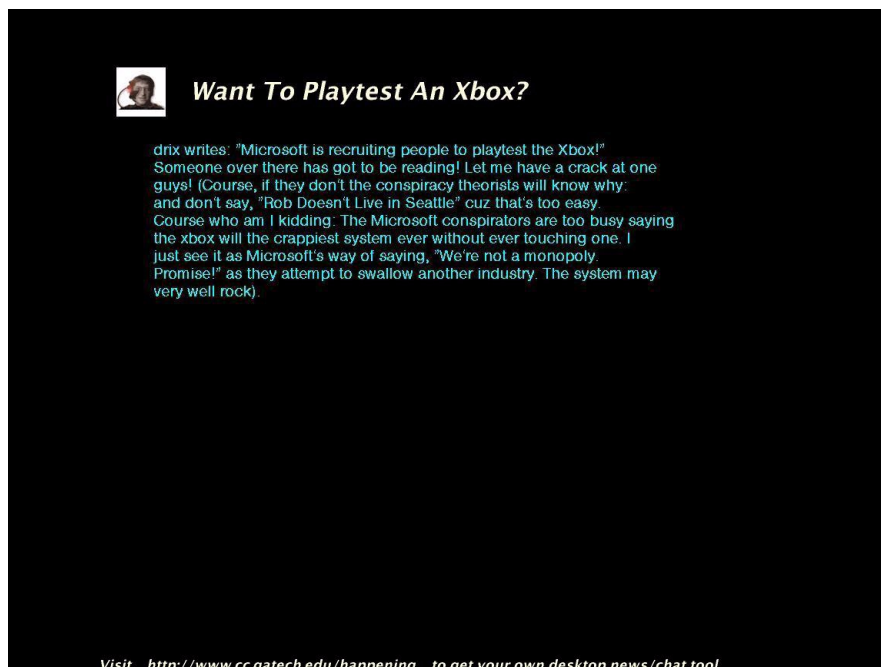 Want To Playtest An Xbox?
drix writes: "Microsoft is recruiting people to playtest the Xbox!"
Someone over there has got to be reading! Let me have a crack at one
guys! (Course, if they don't the conspiracy theorists will know why:
and don't say, "Rob Doesn't Live in Seattle" cuz that's too easy.
Course who am I kidding: The Microsoft conspirators are too busy saying
the xbox will the crappiest system ever without ever touching one. I
just see it as Microsoft's way of saying, "We're not a monopoly.
Promise!" as they attempt to swallow another industry. The system may
very well rock).
Visit http://www.cc.gatech.edu/happening to get your own desktop news/chat tool